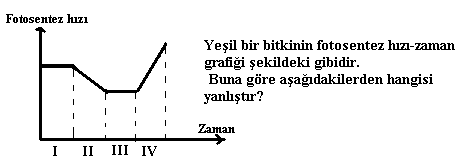 Fotosentez hızı
Yeşil bir bitkinin fotosentez hızı-zaman
grafiği şekildeki gibidir.
Buna göre aşağıdakilerden hangisi
yanlıştır?
Zaman
I II III IV